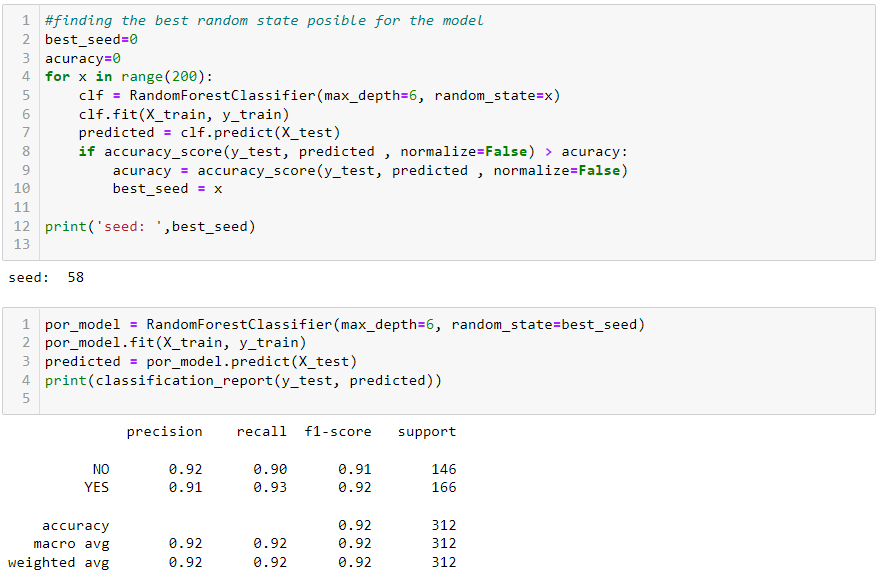 1 #finding the best random state posible for the model
2 best_seed=0
3 acuracy=0
4 for x in range(200):
5     clf = RandomForestClassifier(max_depth=6, random_state=x)
6     clf.fit(X_train, y_train)
7     predicted = clf.predict(X_test)
8     if accuracy_score(y_test, predicted , normalize=False) > acuracy:
9         acuracy = accuracy_score(y_test, predicted , normalize=False)
10         best_seed = x
11
12 print('seed: ',best_seed)
13
seed:  58
1 por_model = RandomForestClassifier(max_depth=6, random_state=best_seed)
2 por_model.fit(X_train, y_train)
3 predicted = por_model.predict(X_test)
4 print(classification_report(y_test, predicted))
5
precision recall f1-score support
NO 0.92 0.90 0.91 146
YES 0.91 0.93 0.92 166
accuracy 0.92 312
macro avg 0.92 0.92 0.92 312
weighted avg 0.92 0.92 0.92 312